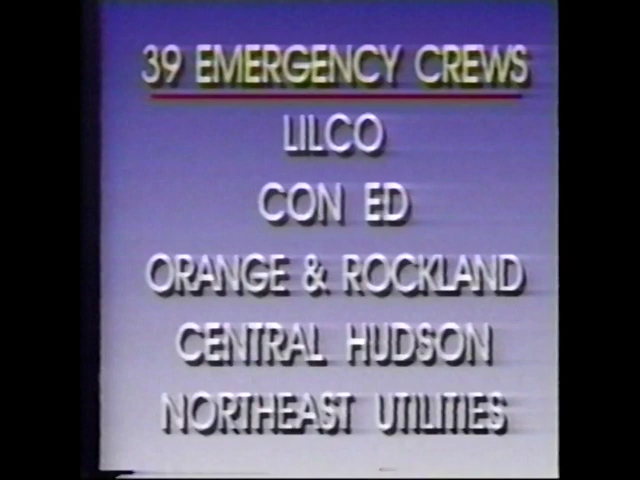 39 EMERGENCY CREWS
LILCO
CON ED
ORANGE & ROCKLAND
CENTRAL HUDSON
NORTHEAST UTILITIES